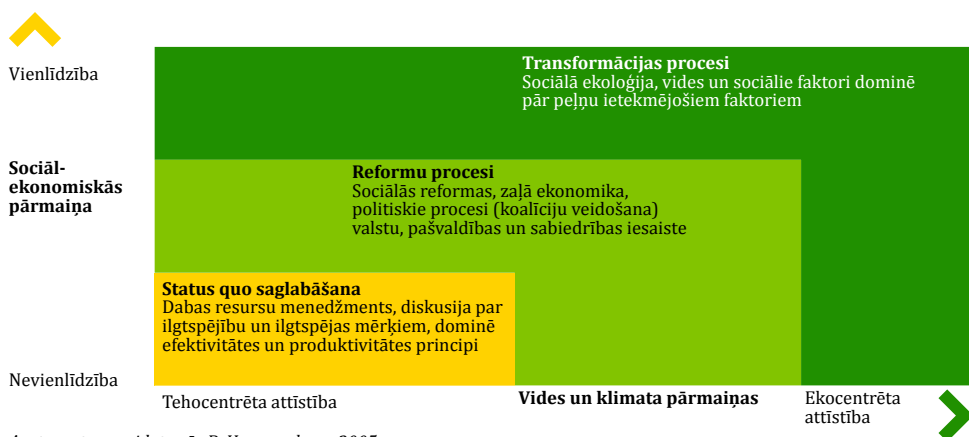 Vienlīdzība
Transformācijas procesi
Sociālā ekoloģija, vides un sociālie faktori dominē
pār peļņu ietekmējošiem faktoriem
Sociāl-
ekonomiskās
pārmaiņa
Reformu procesi
Sociālās reformas, zaļā ekonomika,
politiskie procesi (koalīciju veidošana)
valstu, pašvaldības un sabiedrības iesaiste
Status quo saglabāšana
Dabas resursu menedžments, diskusija par
ilgtspējību un ilgtspējas mērķiem, dominē
efektivitātes un produktivitātes principi
Nevienlīdzība
Tehocentrēta attīstība
Vides un klimata pārmaiņas
Ekocentrēta
attīstība